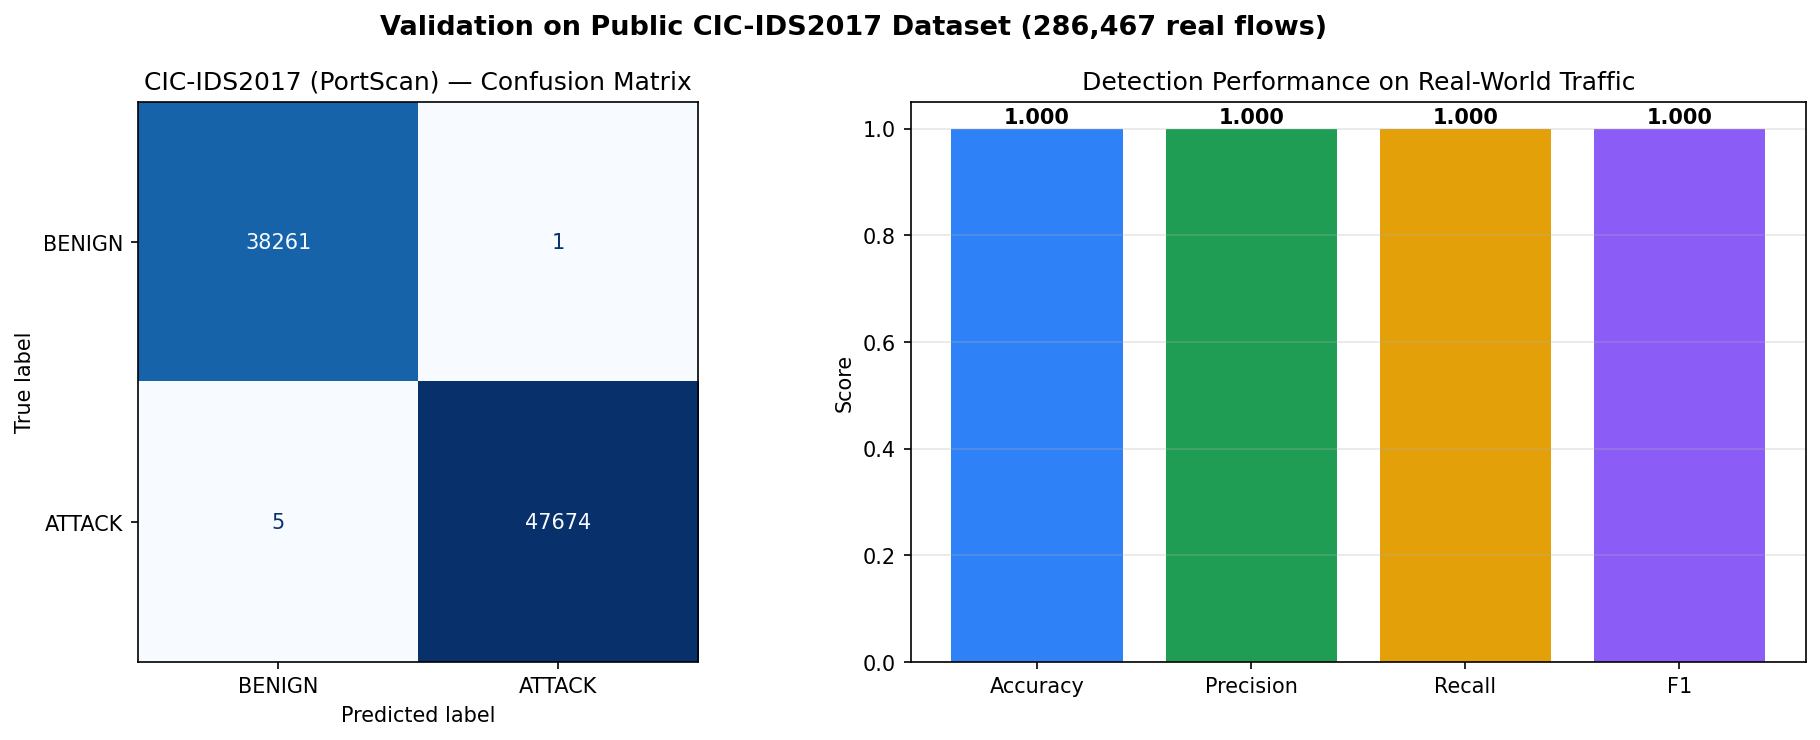 Validation on Public CIC-IDS2017 Dataset (286,467 real flows)
CIC-IDS2017 (PortScan) — Confusion Matrix
True label
BENIGN
38261
1
ATTACK
5
47674
BENIGN
ATTACK
Predicted label
Detection Performance on Real-World Traffic
Score
1.0
0.8
0.6
0.4
0.2
0.0
1.000
1.000
1.000
1.000
Accuracy
Precision
Recall
F1